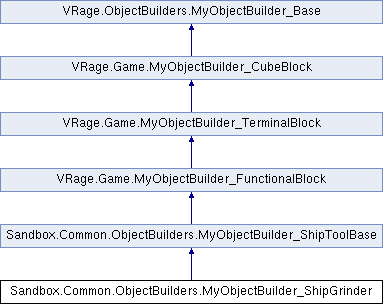 VRage.ObjectBuilders.MyObjectBuilder_Base
VRage.Game.MyObjectBuilder_CubeBlock
VRage.Game.MyObjectBuilder_TerminalBlock
VRage.Game.MyObjectBuilder_FunctionalBlock
Sandbox.Common.ObjectBuilders.MyObjectBuilder_ShipToolBase
Sandbox.Common.ObjectBuilders.MyObjectBuilder_ShipGrinder